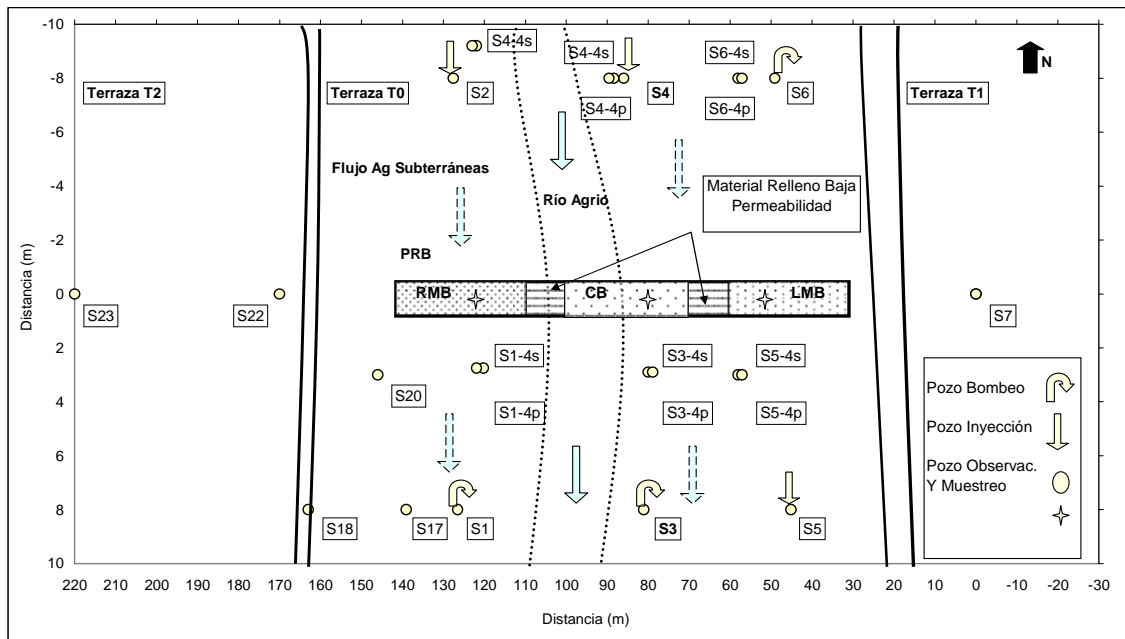 -10
-8
-6
-4
-2
0
2
4
6
8
10
Distancia (m)
Terraza T2
Terraza T0
S2
S4-4s
S4-4s
S4-4p
S4
S6-4s
S6-4p
S6
N
Terraza T1
Flujo Ag Subterráneas
Río Agrio
Material Relleno Baja
Permeabilidad
PRB
RMB
CB
LMB
S23
S22
S7
S1-4s
S1-4p
S20
S3-4s
S3-4p
S5-4s
S5-4p
S18
S17
S1
S3
S5
Pozo Bombeo
Pozo Inyección
Pozo Observac.
Y Muestreo
220 210 200 190 180 170 160 150 140 130 120 110 100 90 80 70 60 50 40 30 20 10 0 -10 -20 -30
Distancia (m)